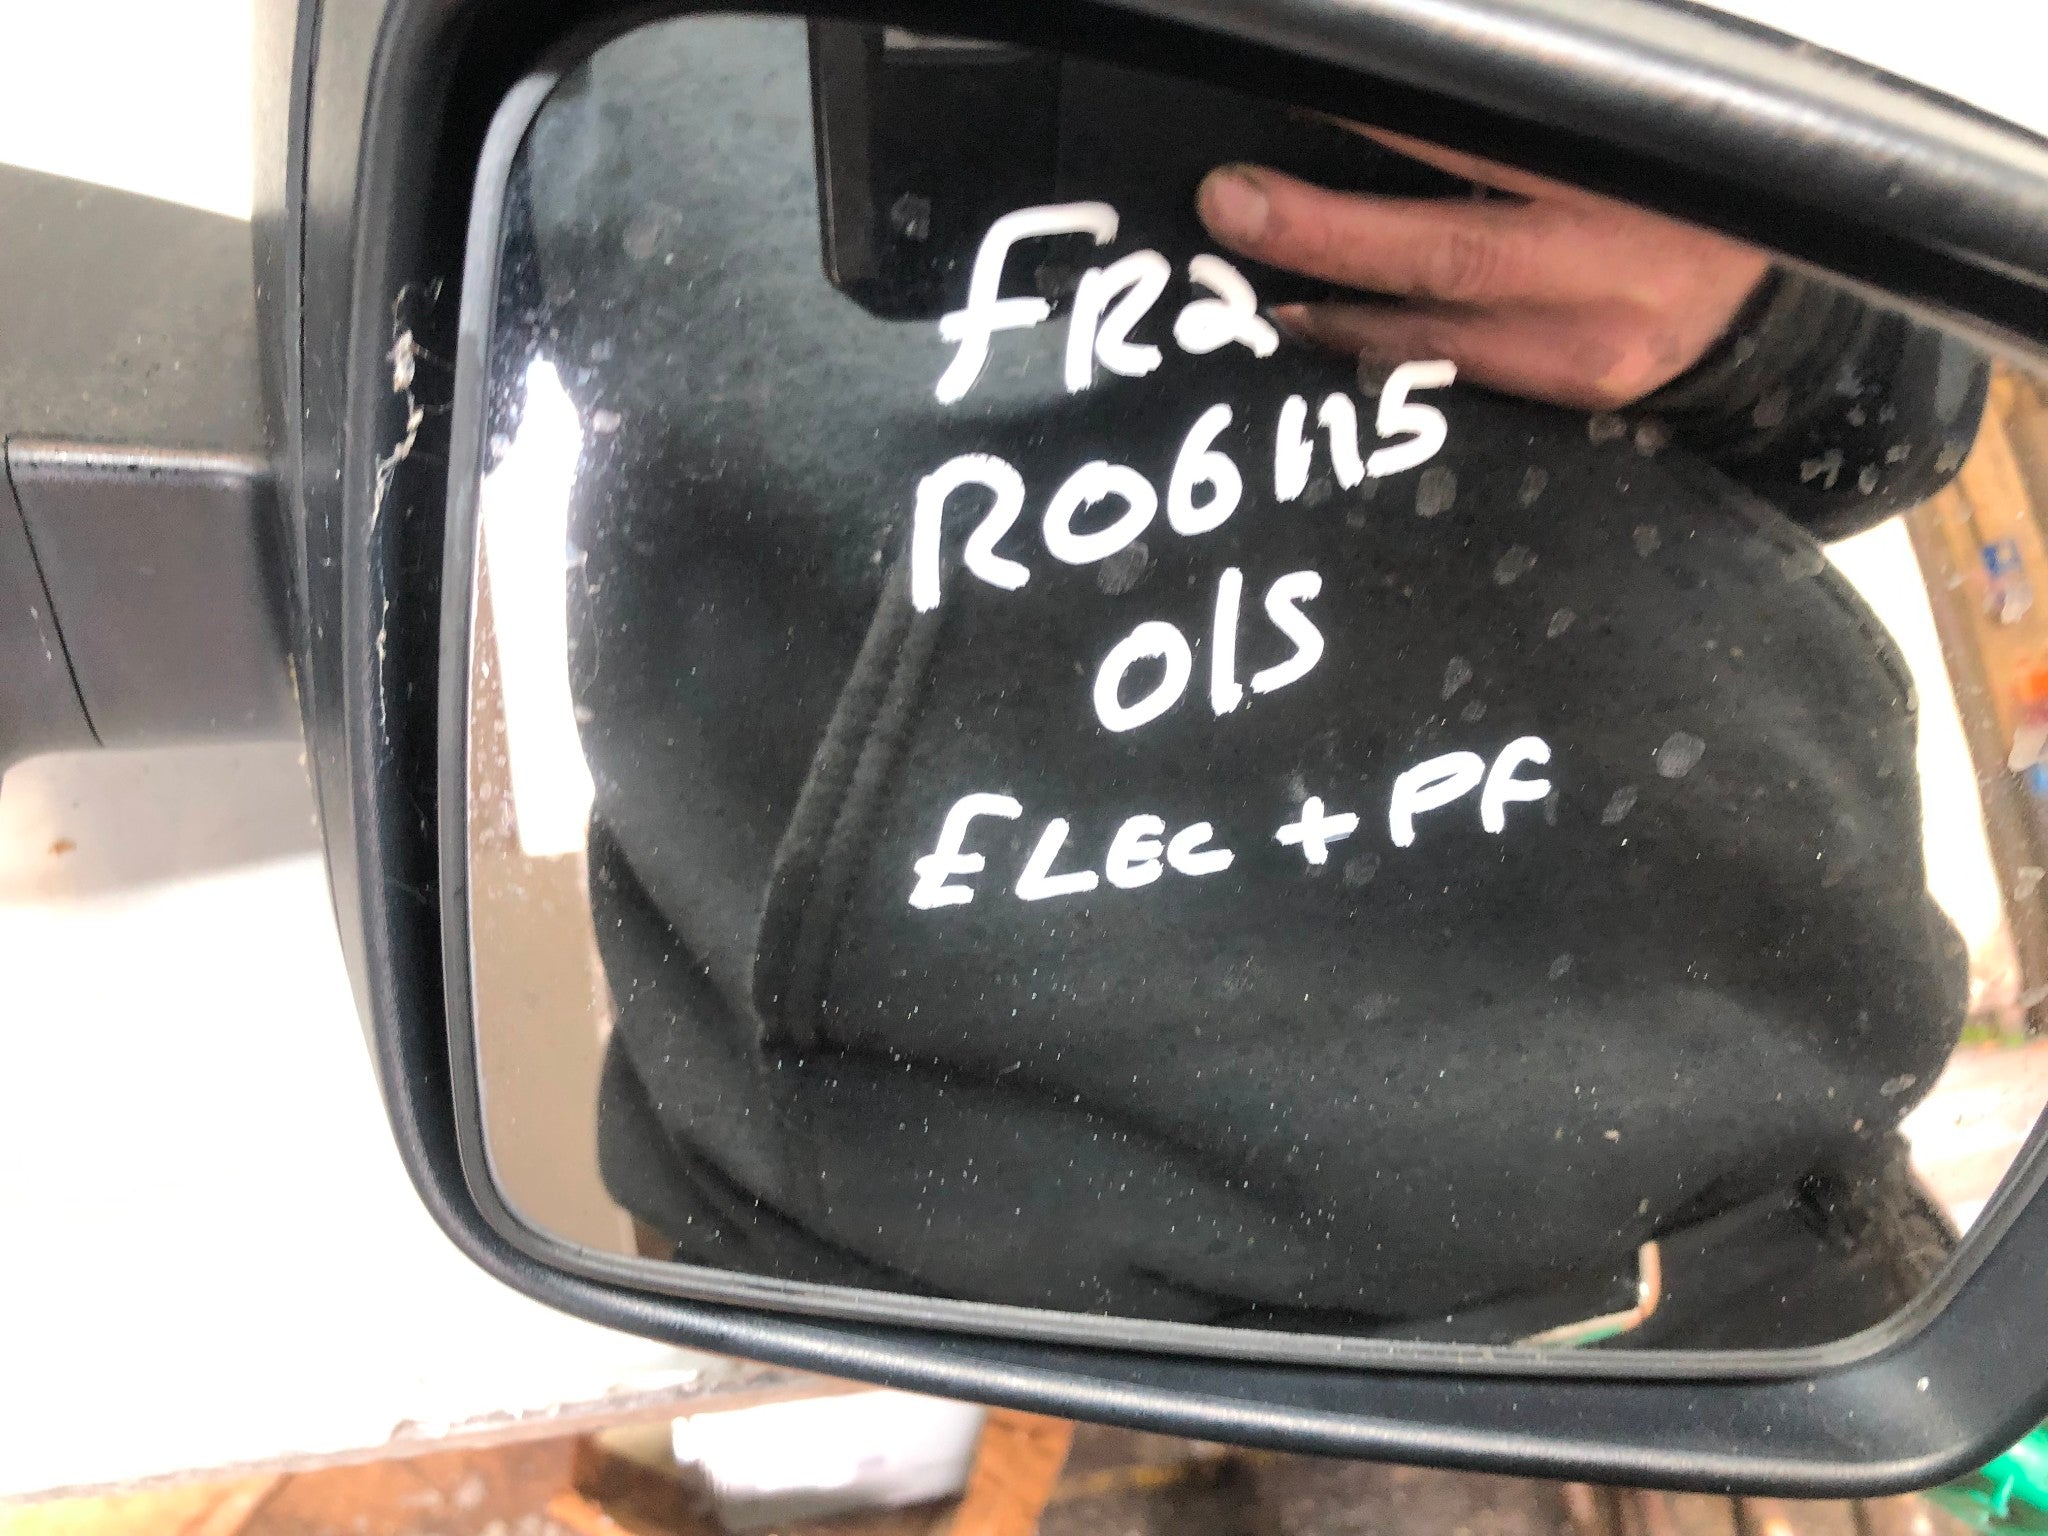 FR2
R06115
O/S
ELEC + PF